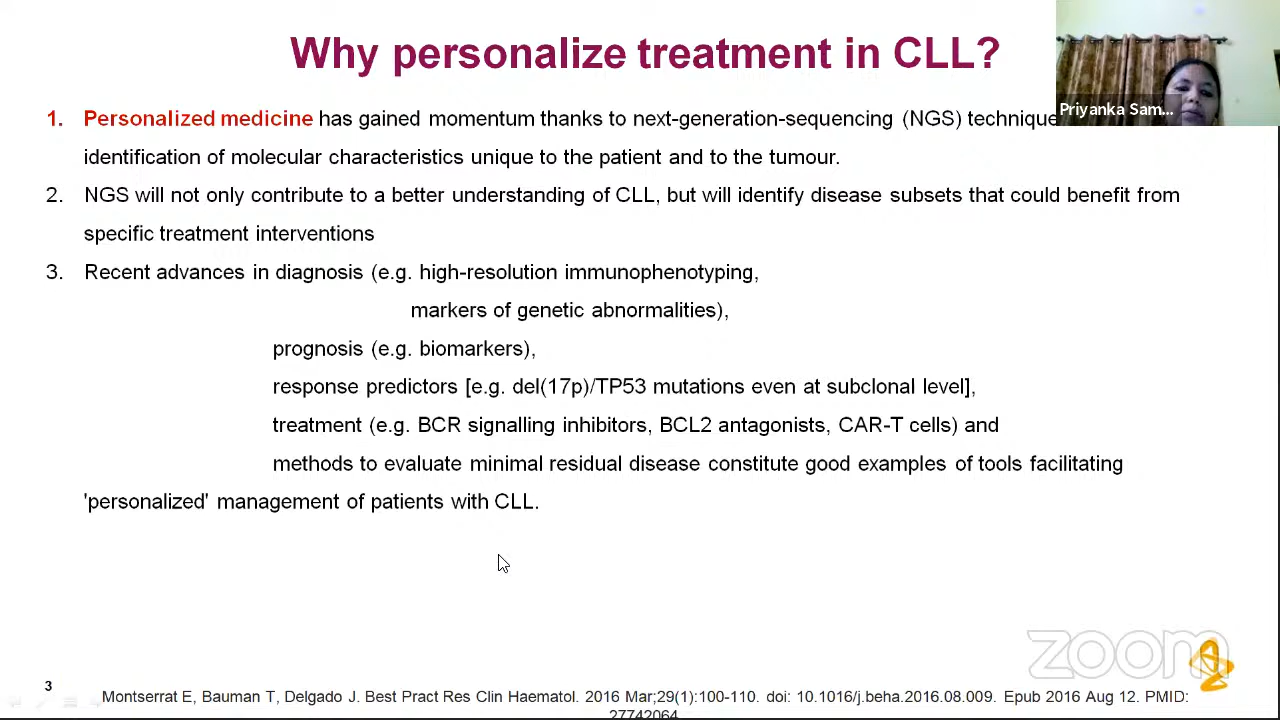 Why personalize treatment in CLL?
Priyanka Sam...
1. Personalized medicine has gained momentum thanks to next-generation-sequencing (NGS) technique
identification of molecular characteristics unique to the patient and to the tumour.
2. NGS will not only contribute to a better understanding of CLL, but will identify disease subsets that could benefit from
specific treatment interventions
3. Recent advances in diagnosis (e.g. high-resolution immunophenotyping,
markers of genetic abnormalities),
prognosis (e.g. biomarkers),
response predictors [e.g. del(17p)/TP53 mutations even at subclonal level],
treatment (e.g. BCR signalling inhibitors, BCL2 antagonists, CAR-T cells) and
methods to evaluate minimal residual disease constitute good examples of tools facilitating
'personalized' management of patients with CLL.
zoom
3
Montserrat E, Bauman T, Delgado J. Best Pract Res Clin Haematol. 2016 Mar;29(1):100-110. doi: 10.1016/j.beha.2016.08.009. Epub 2016 Aug 12. PMID:
27742064.